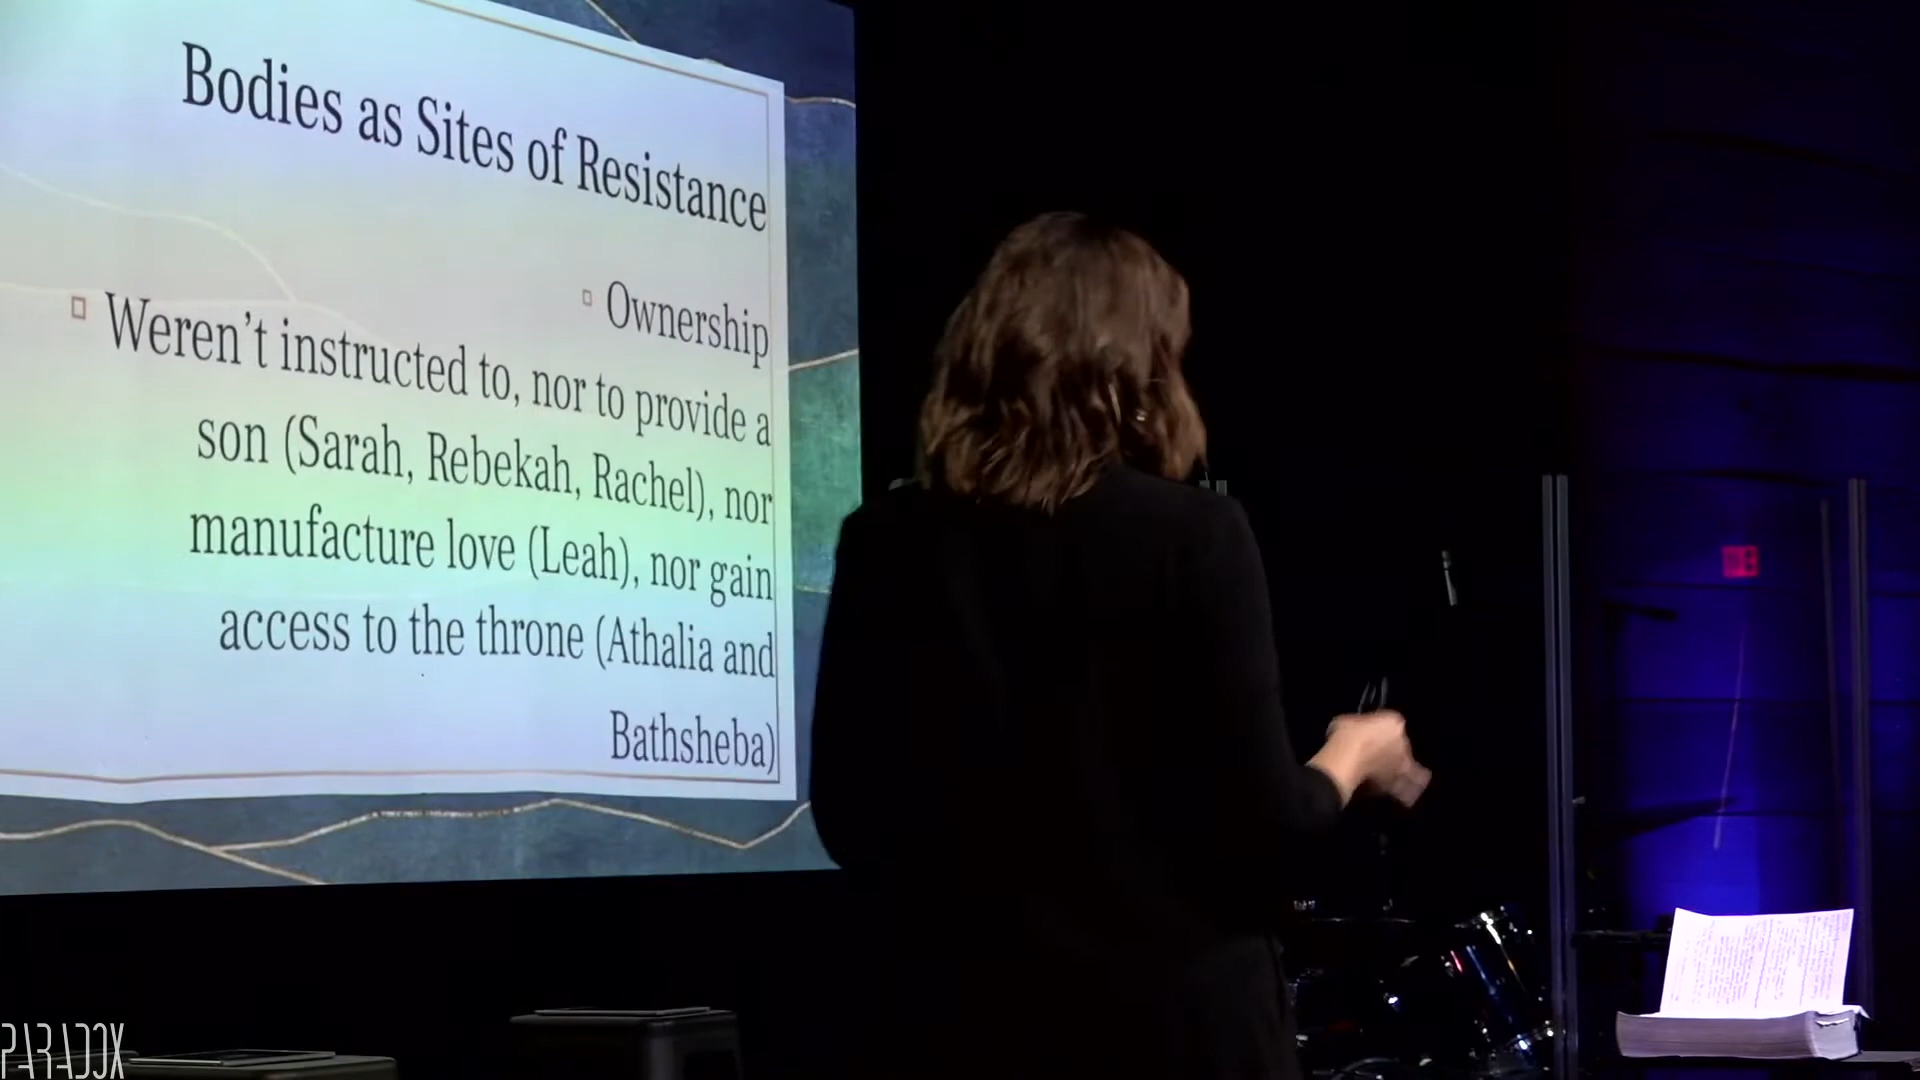 Bodies as Sites of Resistance
▫ Ownership
▫ Weren't instructed to, nor to provide a
son (Sarah, Rebekah, Rachel), nor
manufacture love (Leah), nor gain
access to the throne (Athalia and
Bathsheba)
PARADOX